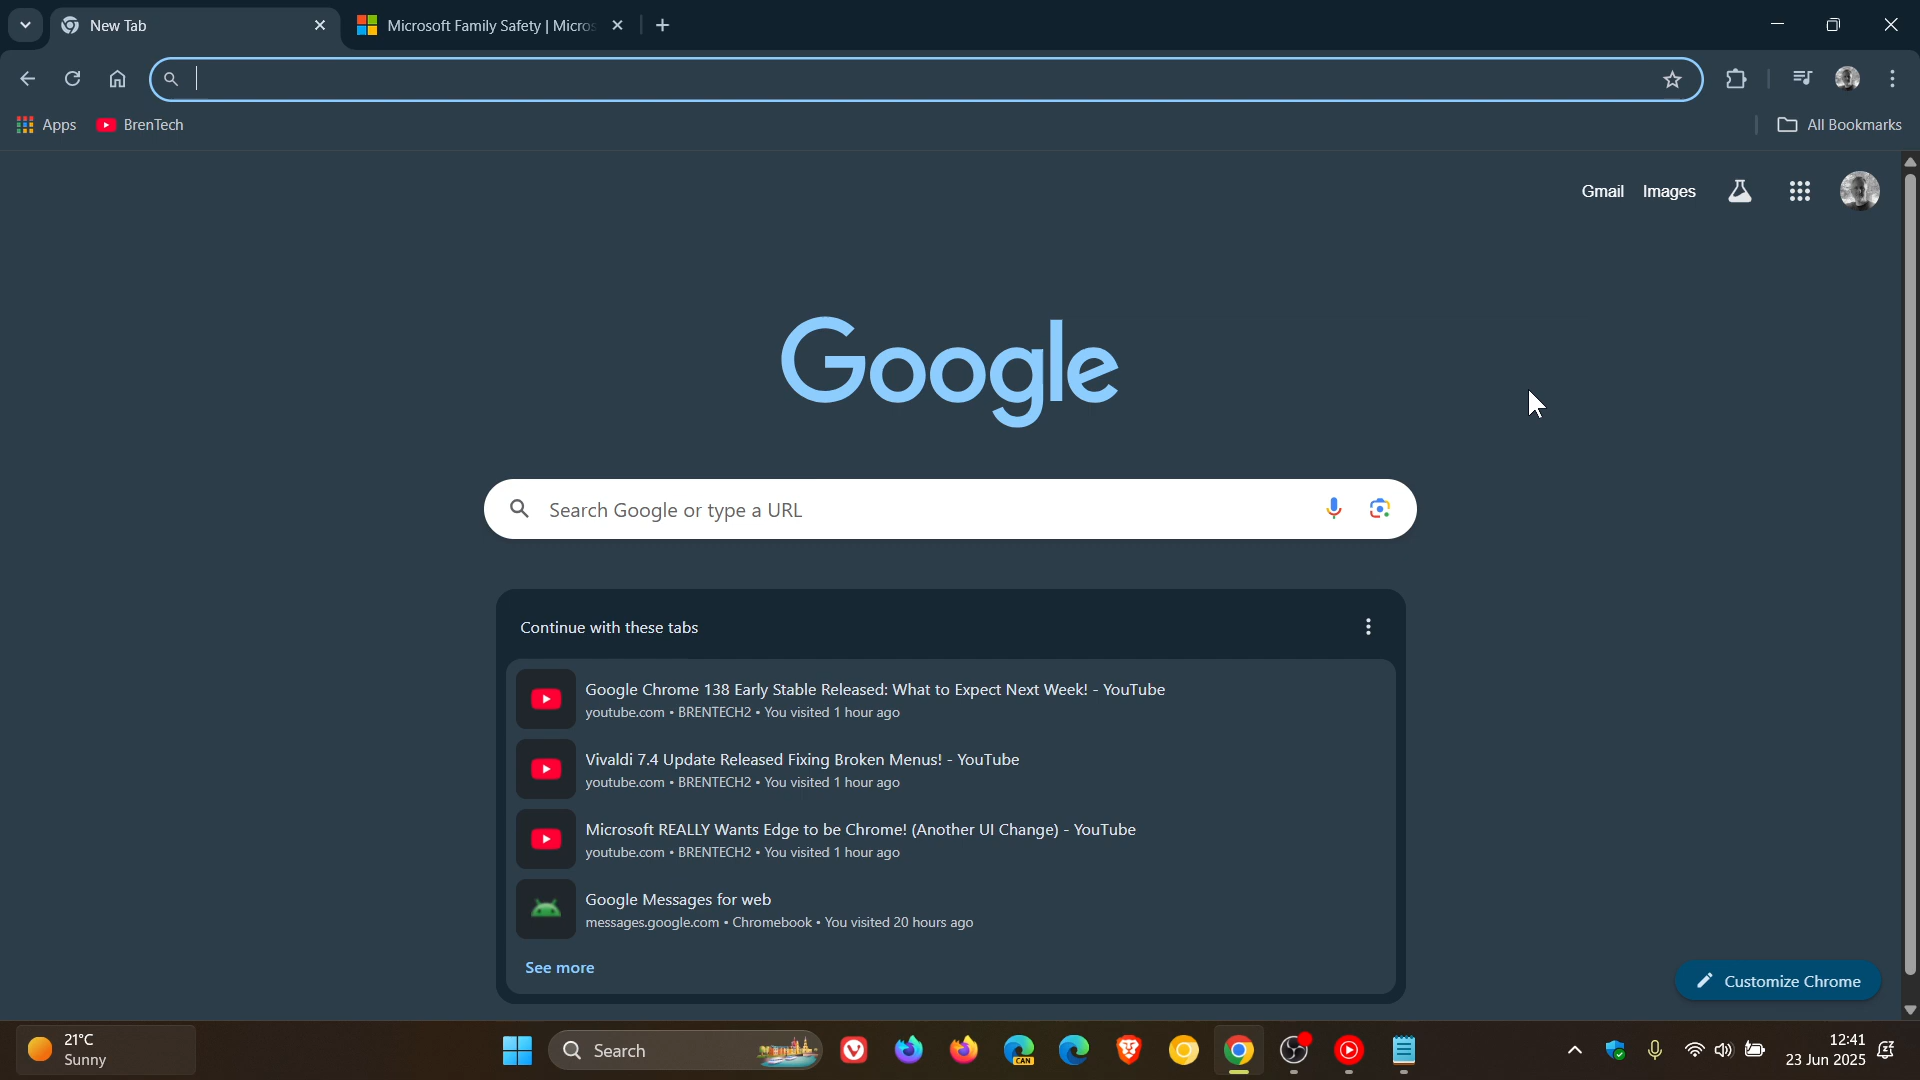 New Tab
Microsoft Family Safety | Micros
Apps
BrenTech
All Bookmarks
Gmail
Images
Google
Search Google or type a URL
Continue with these tabs
Google Chrome 138 Early Stable Released: What to Expect Next Week! - YouTube
youtube.com • BRENTECH2 • You visited 1 hour ago
Vivaldi 7.4 Update Released Fixing Broken Menus! - YouTube
youtube.com • BRENTECH2 • You visited 1 hour ago
Microsoft REALLY Wants Edge to be Chrome! (Another UI Change) - YouTube
youtube.com • BRENTECH2 • You visited 1 hour ago
Google Messages for web
messages.google.com • Chromebook • You visited 20 hours ago
See more
Customize Chrome
21°C
Sunny
Search
CAN
12:41
23 Jun 2025